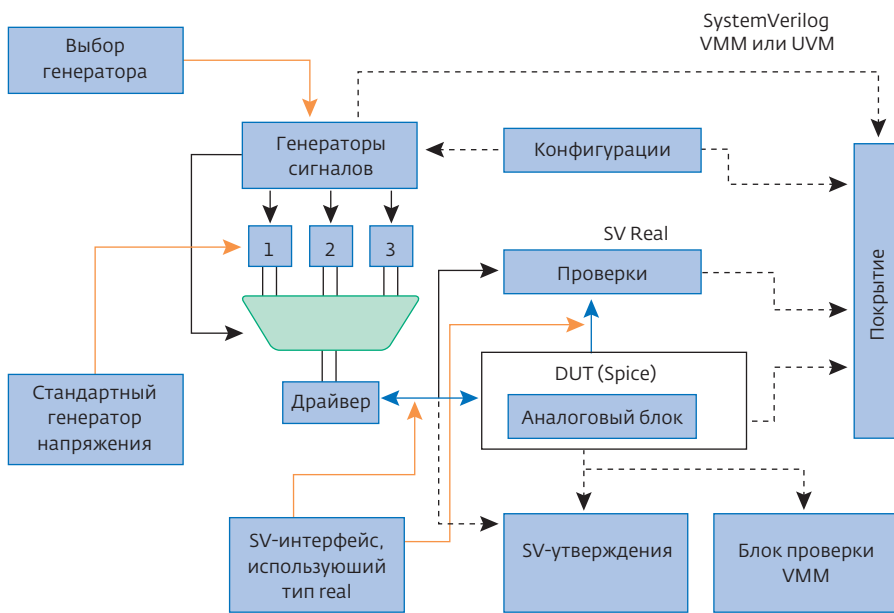 SystemVerilog
VMM или UVM
Выбор
генератора
Генераторы
сигналов
Конфигурации
1
2
3
SV Real
Проверки
Покрытие
Стандартный
генератор
напряжения
Драйвер
DUT (Spice)
Аналоговый блок
SV-интерфейс,
использующий
тип real
SV-утверждения
Блок проверки
VMM